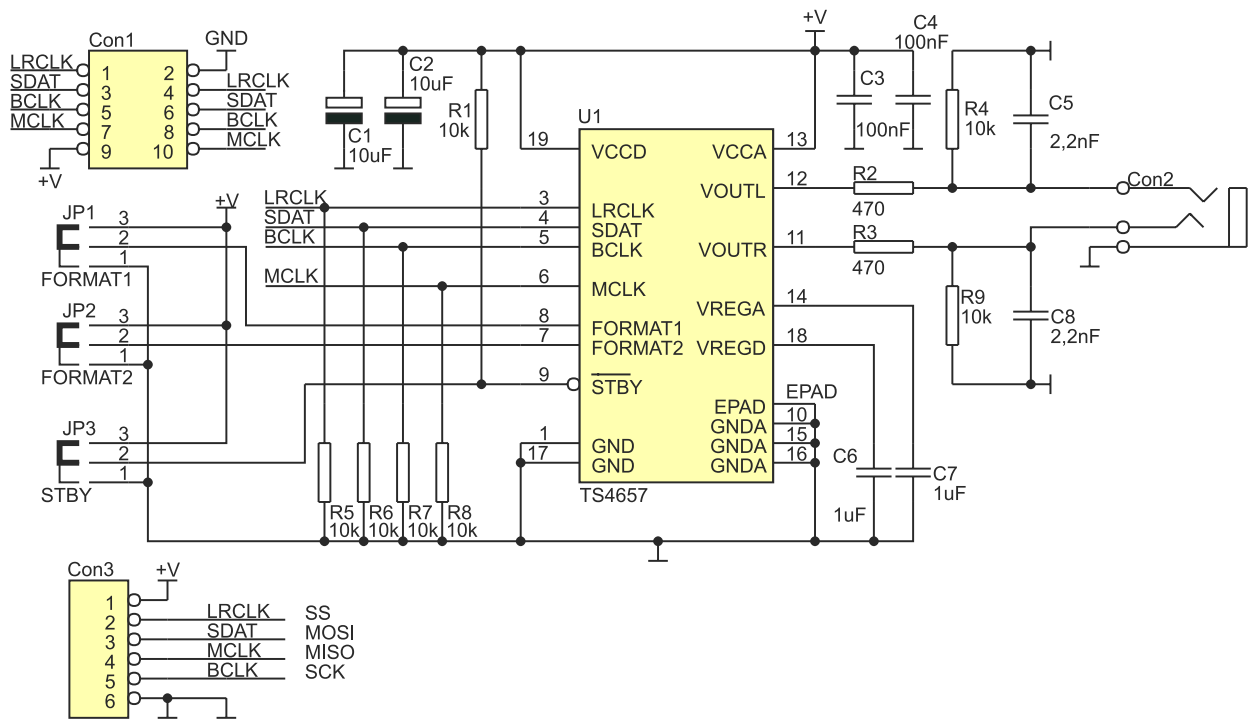 Con1
GND
LRCLK 1 2
SDAT 3 4 LRCLK
BCLK 5 6 SDAT
MCLK 7 8 BCLK
9 10 MCLK
+V
C1
10uF
C2
10uF
R1
10k
+V
C3
100nF
C4
100nF
R4
10k
C5
2,2nF
JP1
+V
3
2
1
FORMAT1
JP2
3
2
1
FORMAT2
JP3
3
2
1
STBY
LRCLK
SDAT
BCLK
MCLK
U1
19 VCCD
3 LRCLK
4 SDAT
5 BCLK
6 MCLK
8 FORMAT1
7 FORMAT2
9 STBY
1 GND
17 GND
VCCA 13
VOUTL 12
VOUTR 11
VREGA 14
VREGD 18
EPAD EPAD
GNDA 10
GNDA 15
GNDA 16
TS4657
R2
470
R3
470
Con2
R9
10k
C8
2,2nF
R5
10k
R6
10k
R7
10k
R8
10k
C6
1uF
C7
1uF
Con3
+V
1
2 LRCLK SS
3 SDAT MOSI
4 MCLK MISO
5 BCLK SCK
6